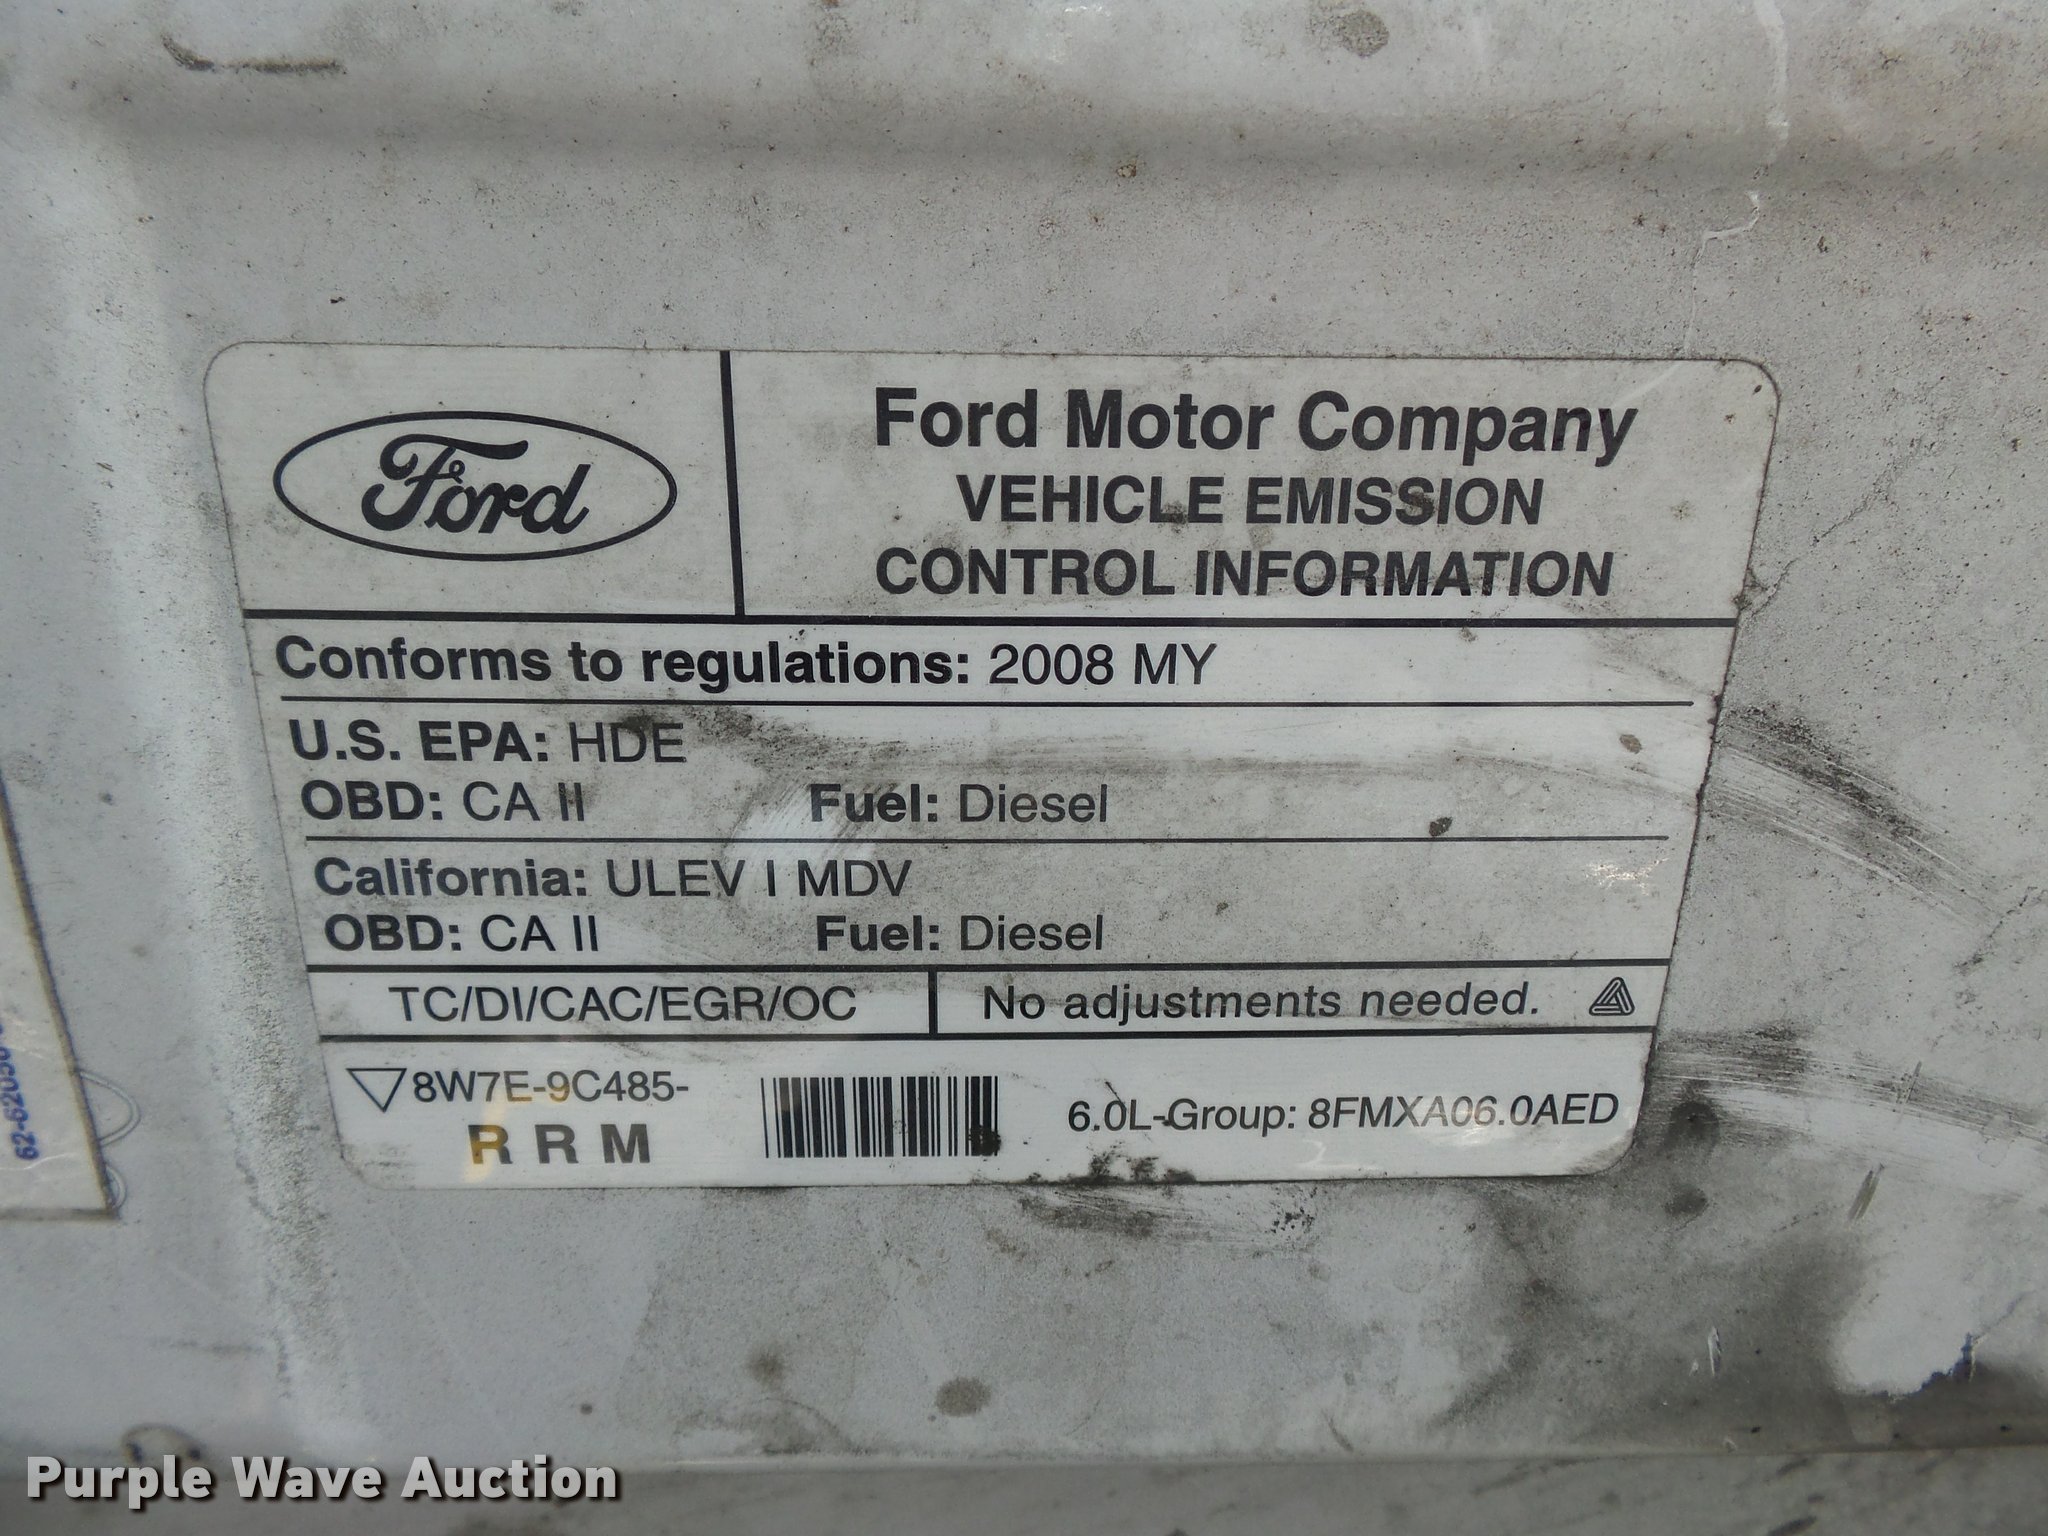 Ford
Ford Motor Company
VEHICLE EMISSION
CONTROL INFORMATION
Conforms to regulations: 2008 MY
U.S. EPA: HDE
OBD: CA II Fuel: Diesel
California: ULEV I MDV
OBD: CA II Fuel: Diesel
TC/DI/CAC/EGR/OC No adjustments needed.
8W7E-9C485-
R R M
6.0L-Group: 8FMXA06.0AED
Purple Wave Auction